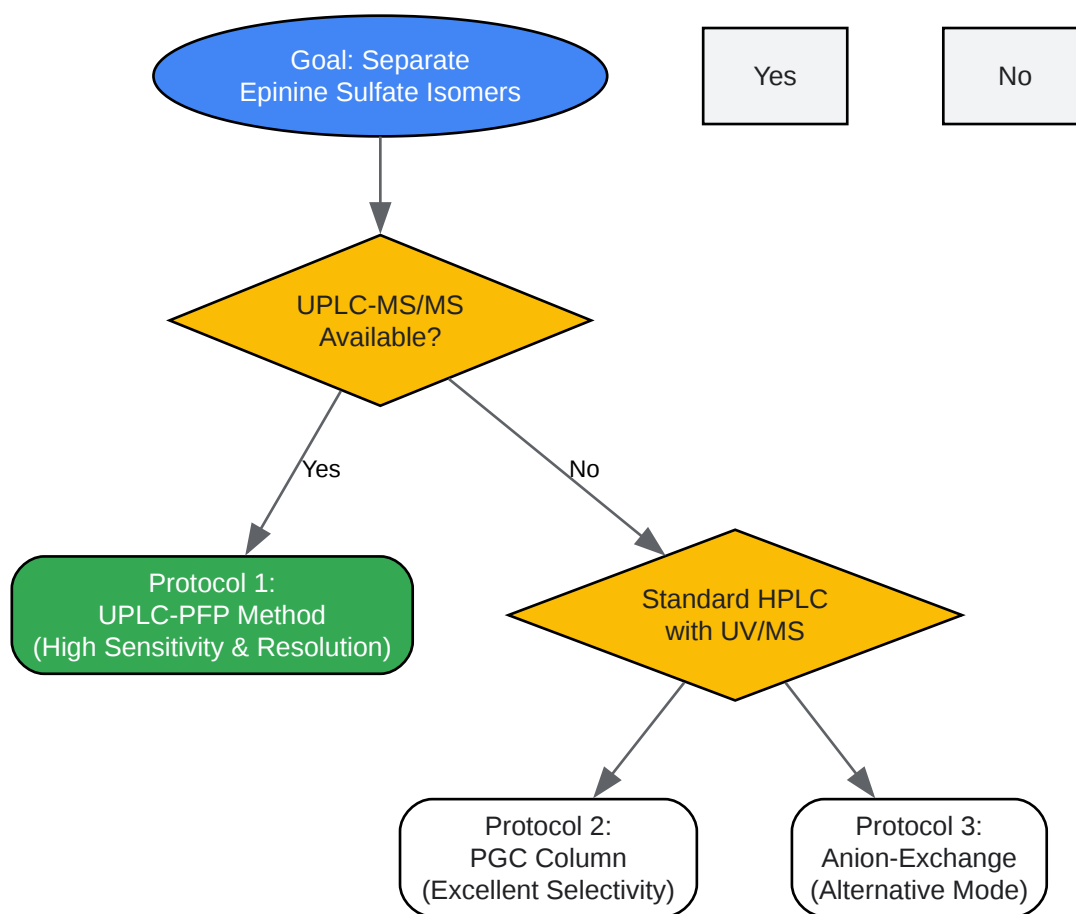 Goal: Separate
Epinine Sulfate Isomers
Yes
No
UPLC-MS/MS
Available?
Yes
No
Protocol 1:
UPLC-PFP Method
(High Sensitivity & Resolution)
Standard HPLC
with UV/MS
Protocol 2:
PGC Column
(Excellent Selectivity)
Protocol 3:
Anion-Exchange
(Alternative Mode)